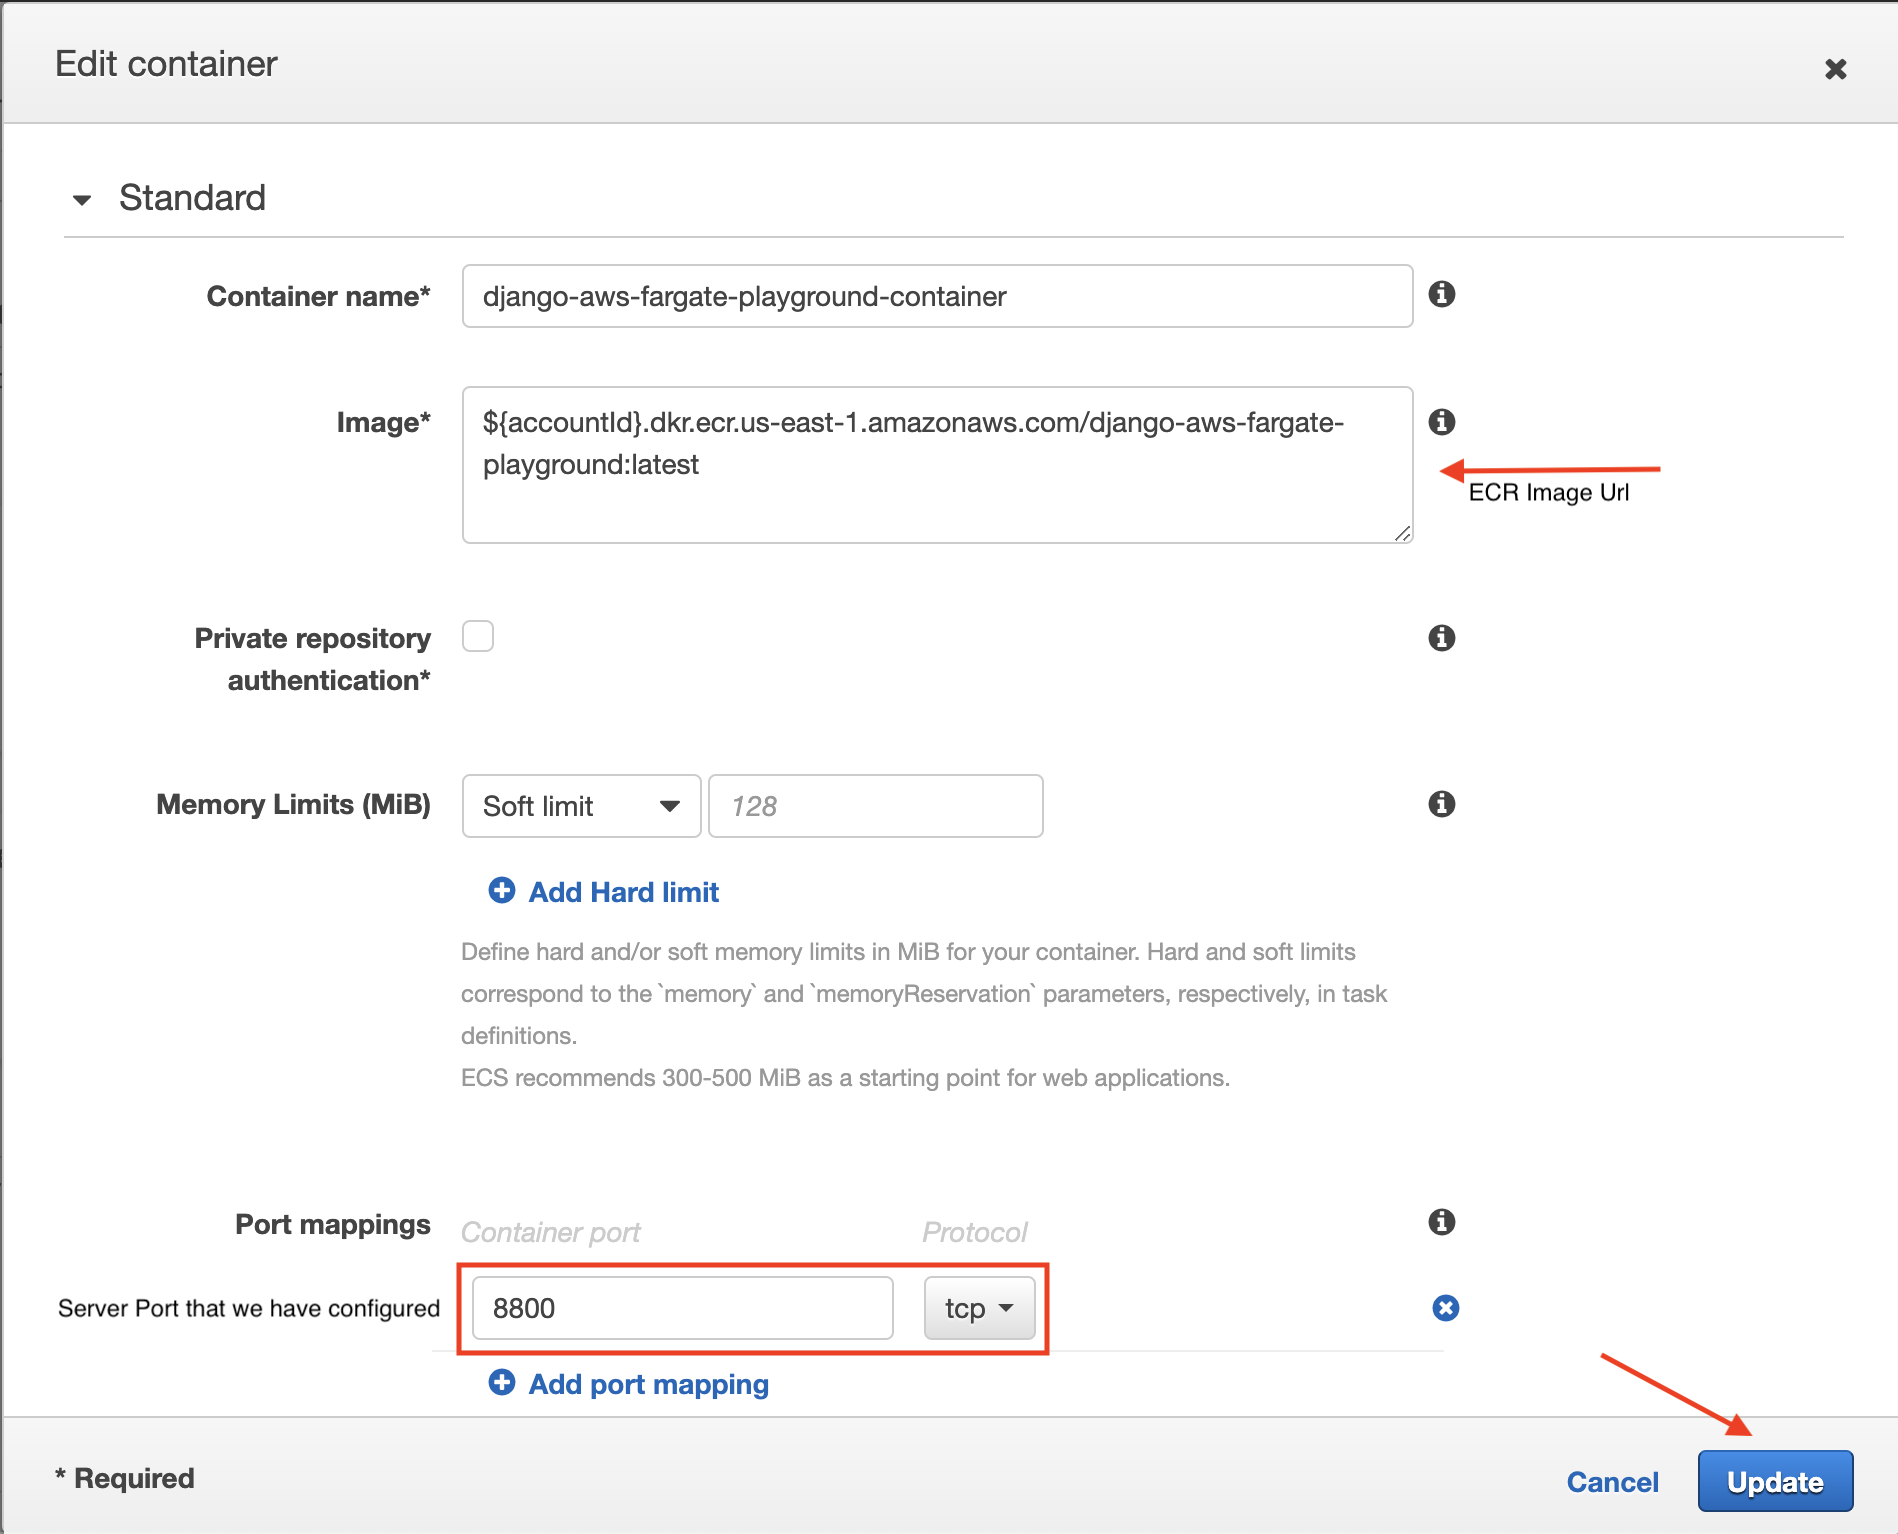 Edit container
Standard
Container name*
django-aws-fargate-playground-container
Image*
${accountId}.dkr.ecr.us-east-1.amazonaws.com/django-aws-fargate-
playground:latest
ECR Image Url
Private repository
authentication*
Memory Limits (MiB)
Soft limit
128
Add Hard limit
Define hard and/or soft memory limits in MiB for your container. Hard and soft limits
correspond to the `memory` and `memoryReservation` parameters, respectively, in task
definitions.
ECS recommends 300-500 MiB as a starting point for web applications.
Port mappings
Container port
Protocol
Server Port that we have configured
8800
tcp
Add port mapping
* Required
Cancel
Update